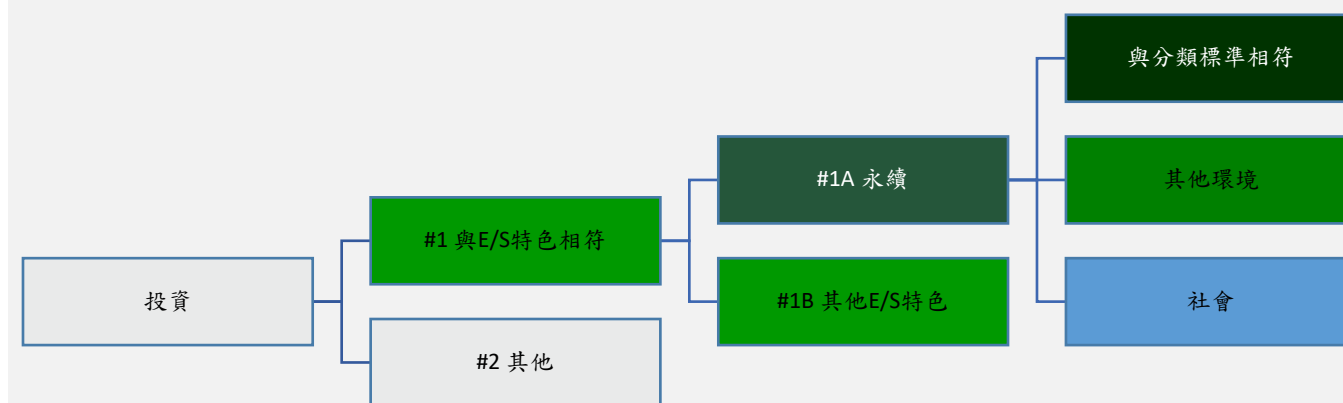 與分類標準相符
#1A 永續
其他環境
#1 與E/S特色相符
投資
#1B 其他E/S特色
社會
#2 其他